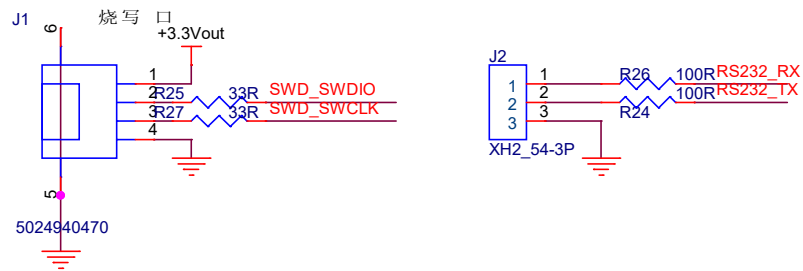 J1
烧写 口
6
+3.3Vout
1
2
3
4
R25 33R SWD_SWDIO
R27 33R SWD_SWCLK
5
5024940470
J2
1 1
2 2
3 3
R26 100R RS232_RX
R24 100R RS232_TX
XH2_54-3P